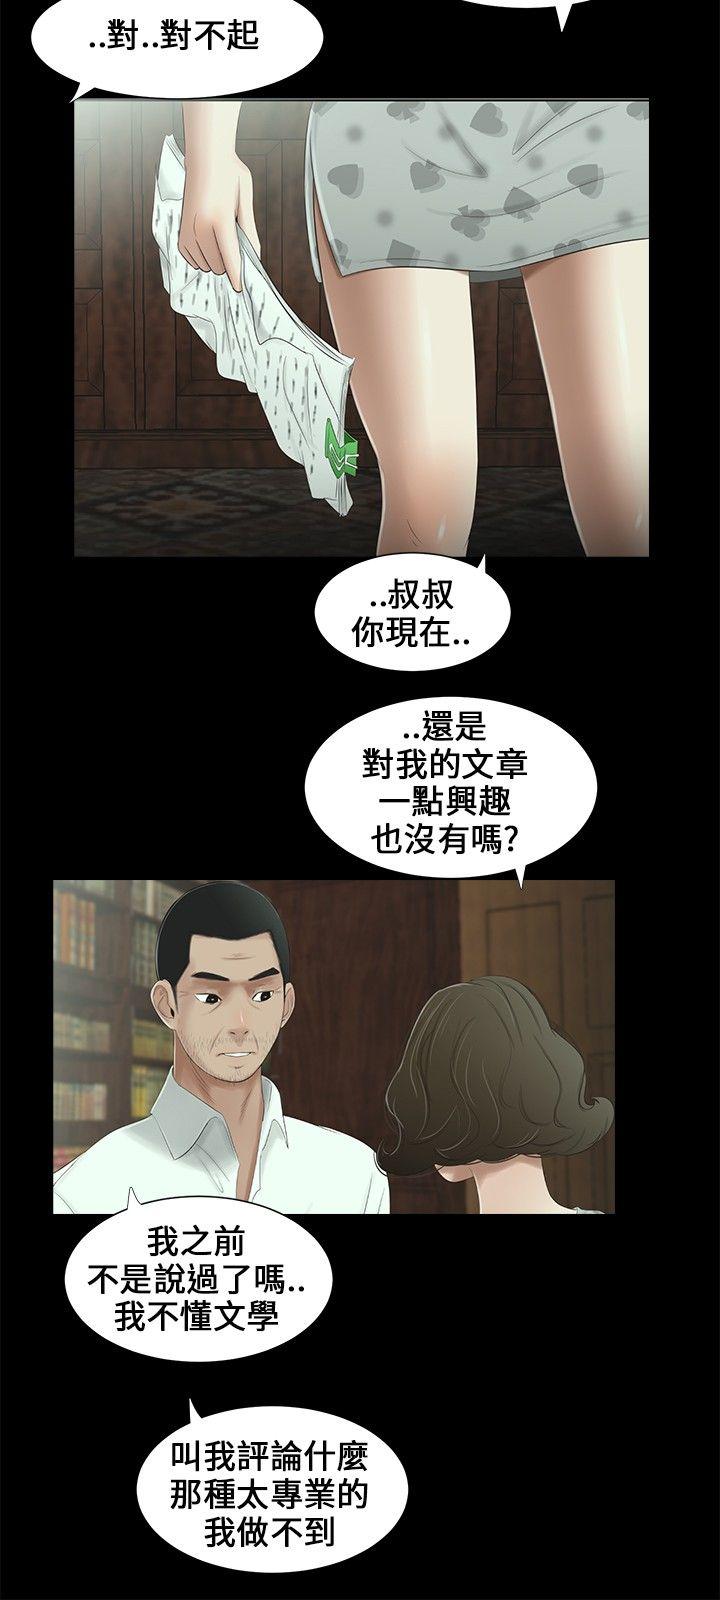 ..對..對不起
..叔叔
你現在..
..還是
對我的文章
一點興趣
也沒有嗎?
我之前
不是說過了嗎..
我不懂文學
叫我評論什麼
那種太專業的
我做不到